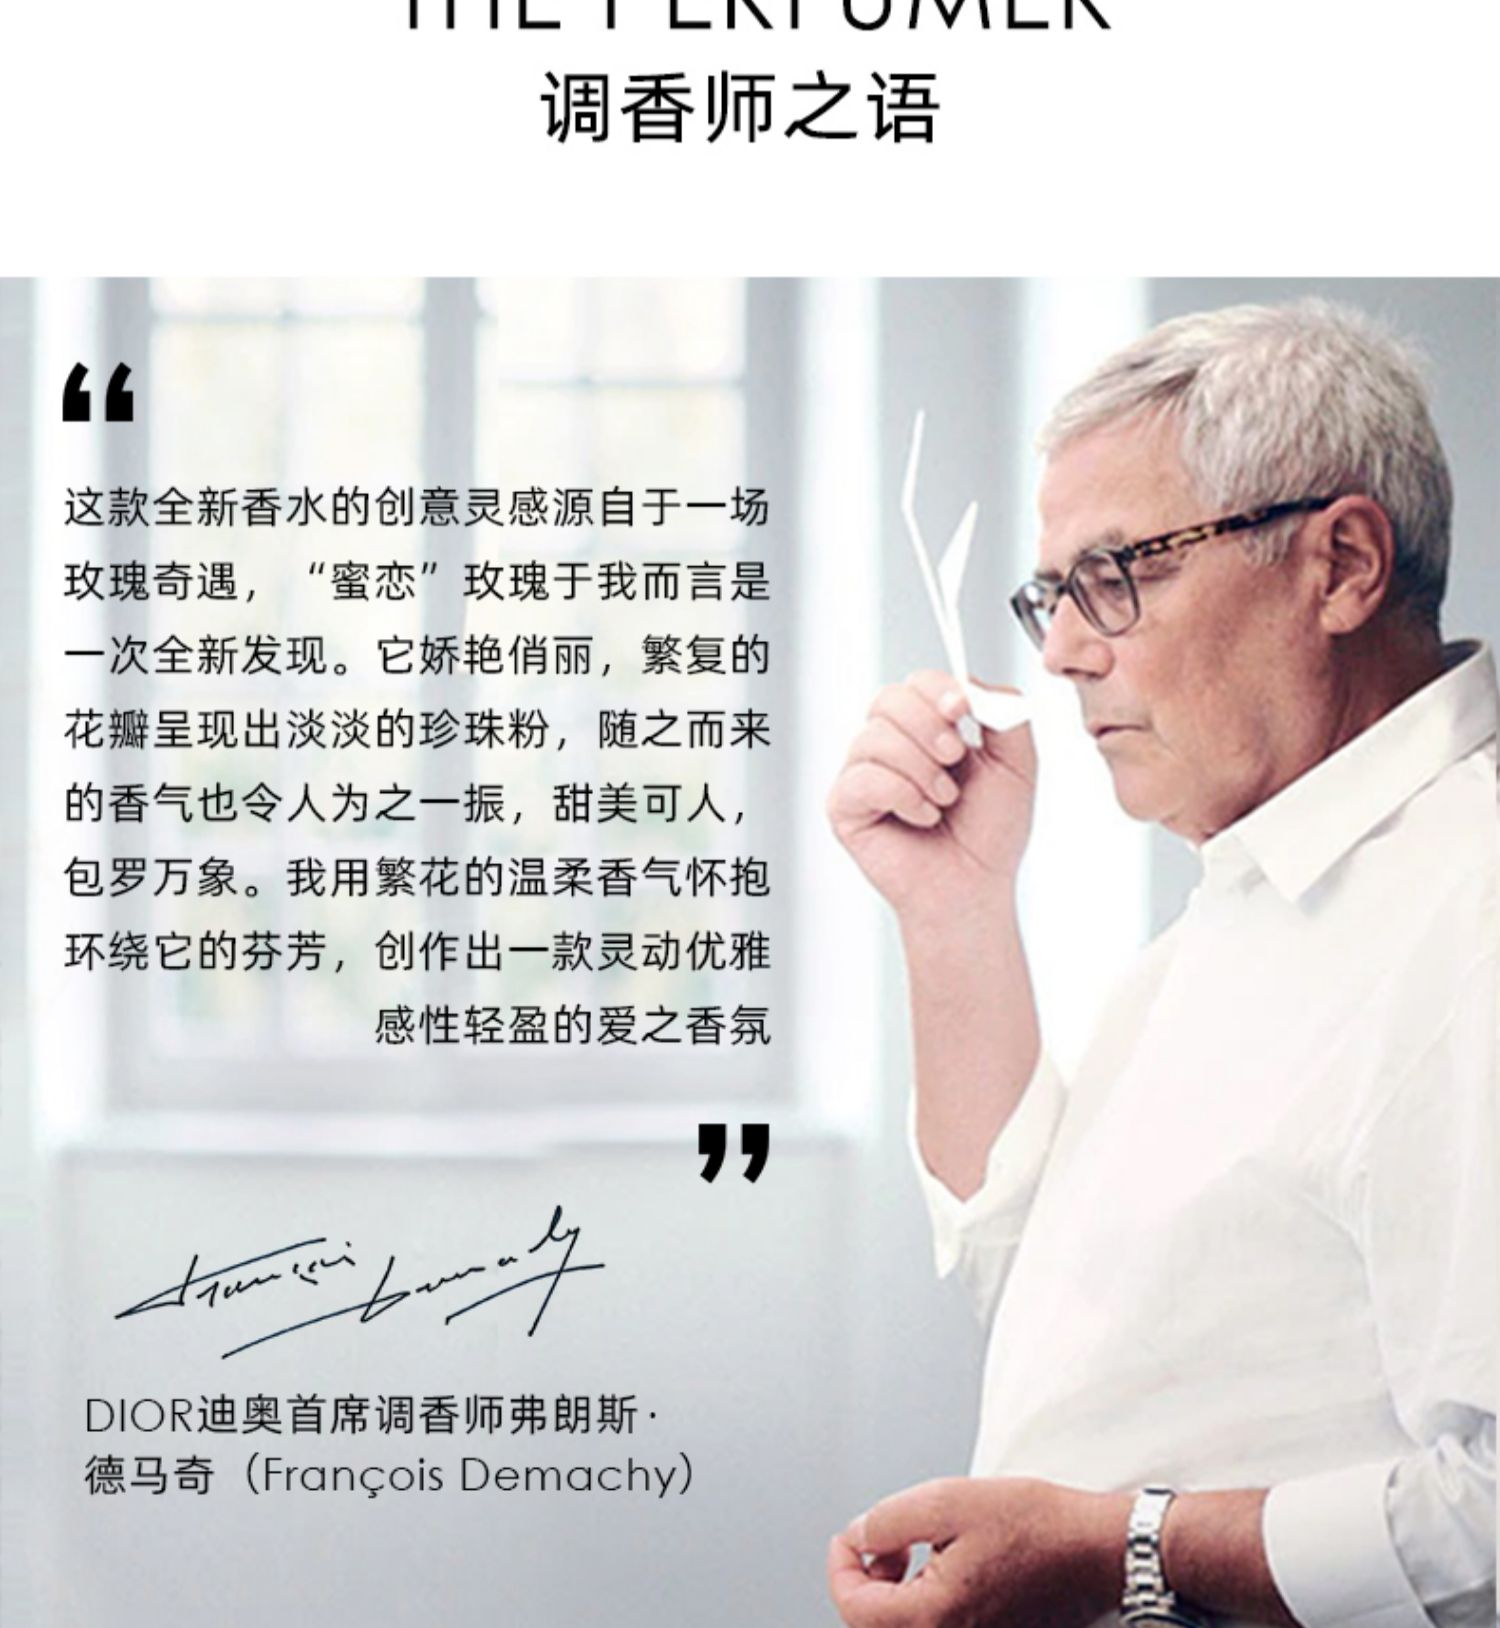 THE PERFUMER
调香师之语
“
这款全新香水的创意灵感源自于一场
玫瑰奇遇，“蜜恋”玫瑰于我而言是
一次全新发现。它娇艳俏丽，繁复的
花瓣呈现出淡淡的珍珠粉，随之而来
的香气也令人为之一振，甜美可人，
包罗万象。我用繁花的温柔香气怀抱
环绕它的芬芳，创作出一款灵动优雅
感性轻盈的爱之香氛
”
François Demachy
DIOR迪奥首席调香师弗朗斯·
德马奇（François Demachy）